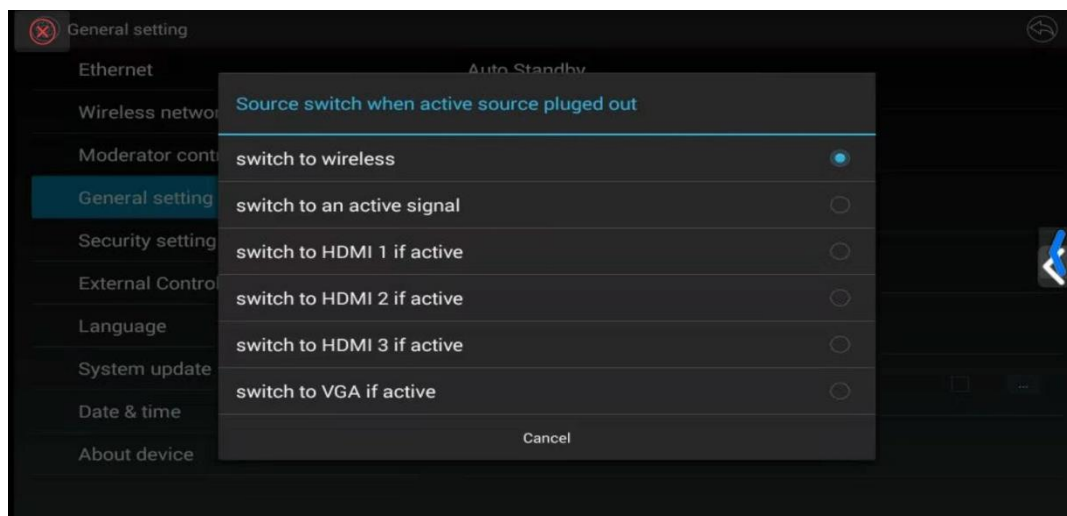 General setting
Ethernet
Auto Standby
Wireless networ
Source switch when active source pluged out
Moderator conti
switch to wireless
General setting
switch to an active signal
Security setting
switch to HDMI 1 if active
External Control
switch to HDMI 2 if active
Language
switch to HDMI 3 if active
System update
switch to VGA if active
...
Date & time
Cancel
About device